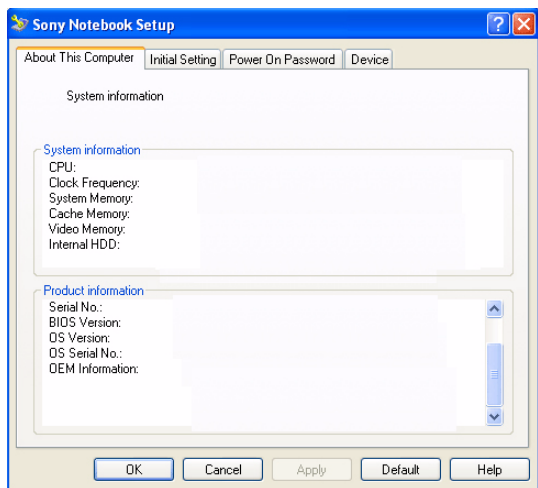 Sony Notebook Setup
About This Computer Initial Setting Power On Password Device
System information
System information
CPU:
Clock Frequency:
System Memory:
Cache Memory:
Video Memory:
Internal HDD:
Product information
Serial No.:
BIOS Version:
OS Version:
OS Serial No.:
OEM Information:
OK Cancel Apply Default Help